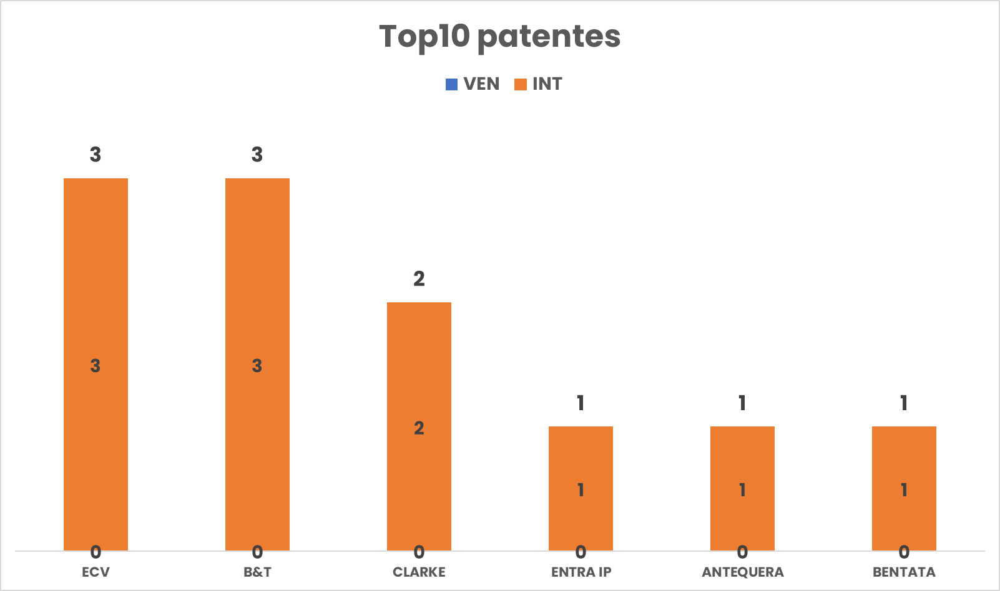 Top10 patentes
VEN INT
3 3
2
1 1 1
3 3
2
1 1 1
0 0 0 0 0 0
ECV B&T CLARKE ENTRA IP ANTEQUERA BENTATA